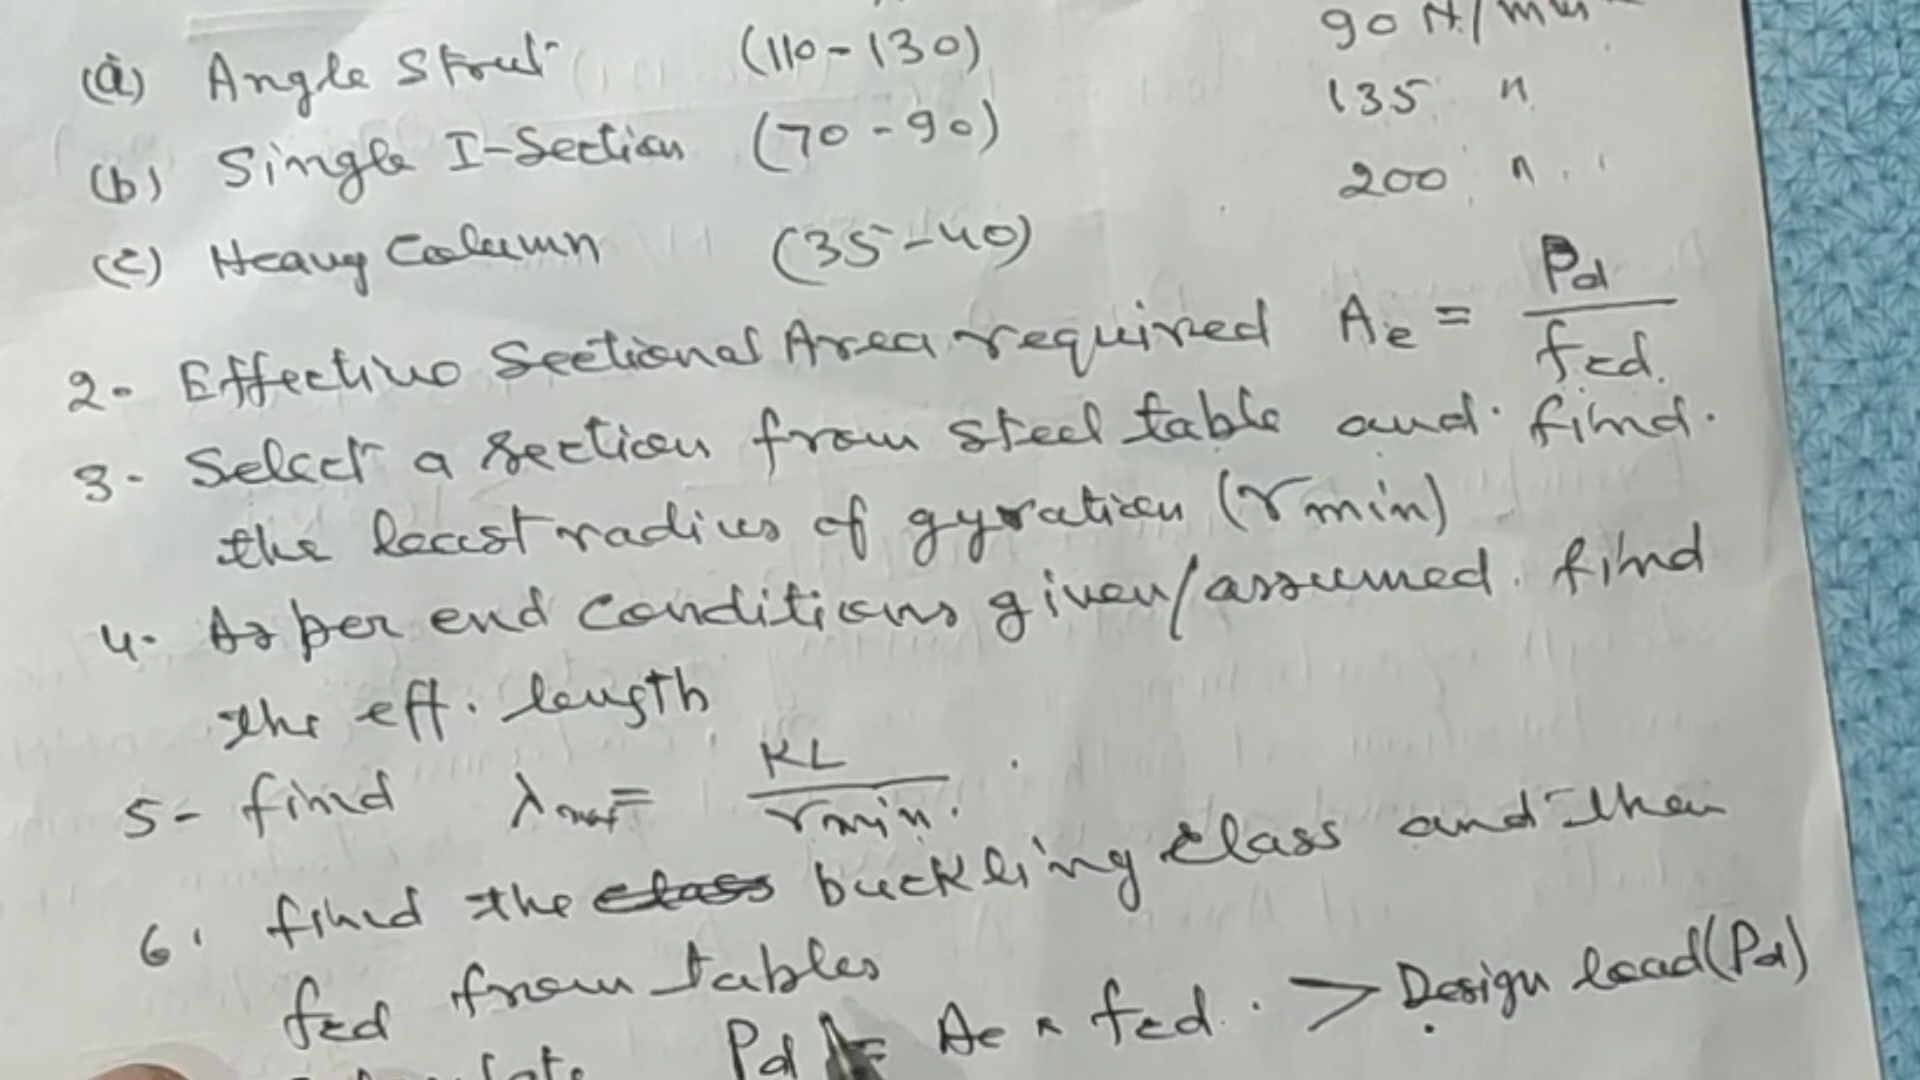 (a) Angle Strut (110-130) 90 N/mm
(b) Single I-Section (70-90) 135 "
(c) Heavy Column (35-40) 200 "
2- Effective Sectional Area required Ae = Pd / fcd.
3- Select a section from steel table and find.
the least radius of gyration (rmin)
4- As per end conditions given/assumed. find
the eff. length
5- find λmax = KL / rmin.
6. find the class buckling class and then
fcd from tables
Pd = Ae x fcd. > Design load (Pd)